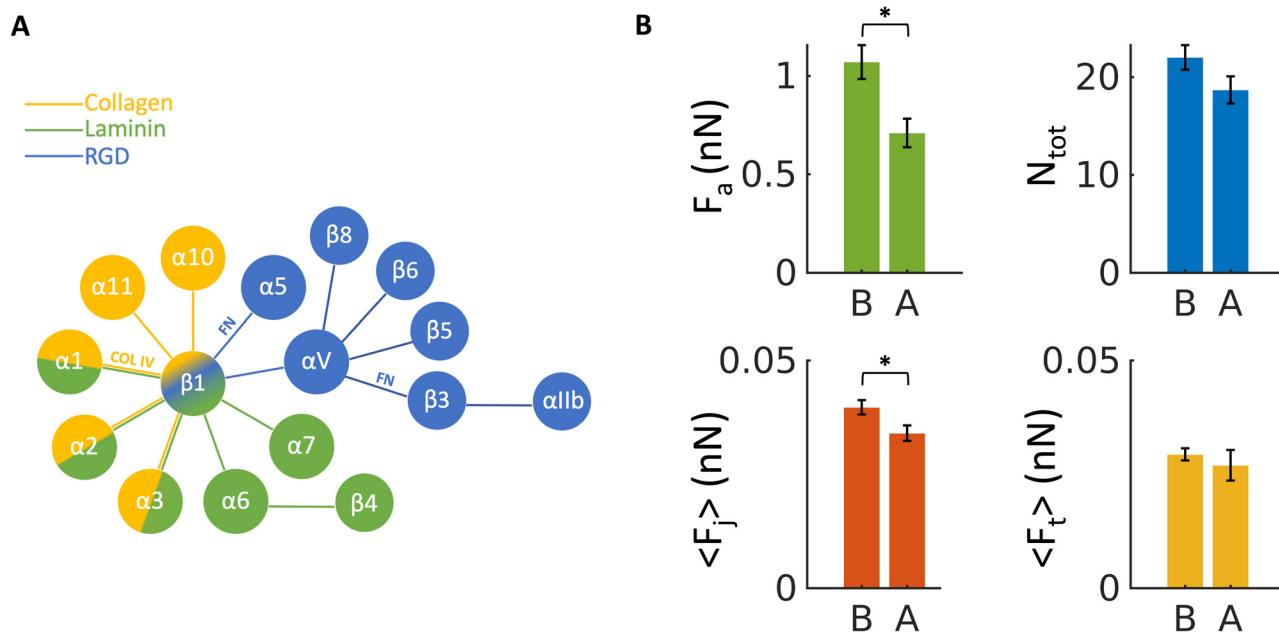 A
Collagen
Laminin
RGD
β8
α10
β6
α11
α5
FN
β5
α1
COL IV
αV
β1
FN
β3
αIIb
α2
α7
α3
α6
β4
B
*
1
0.5
0
F_a (nN)
B A
20
10
0
N_tot
B A
0.05
*
0
<F_j> (nN)
B A
0.05
0
<F_t> (nN)
B A